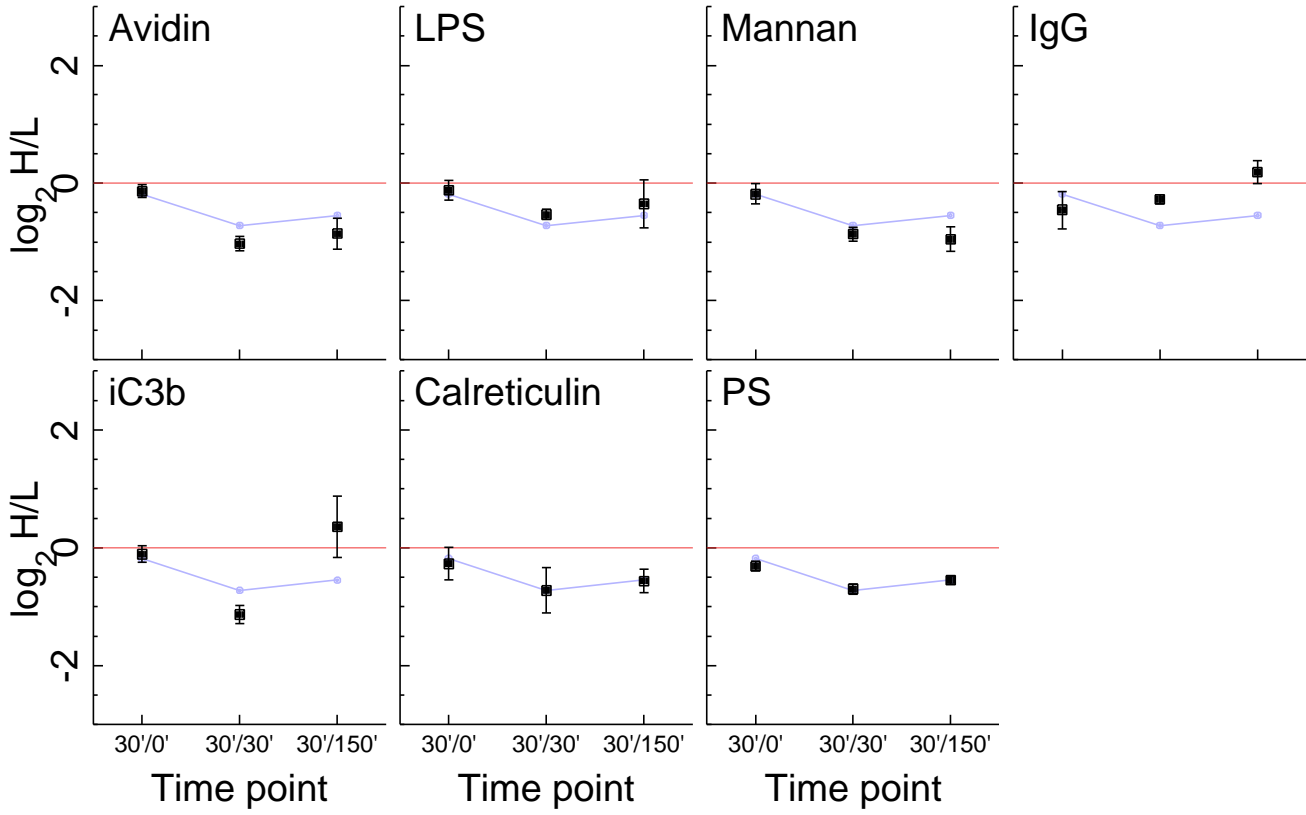 Avidin LPS Mannan IgG
log2 H/L
2
0
-2
iC3b Calreticulin PS
log2 H/L
2
0
-2
30'/0' 30'/30' 30'/150' 30'/0' 30'/30' 30'/150' 30'/0' 30'/30' 30'/150'
Time point Time point Time point